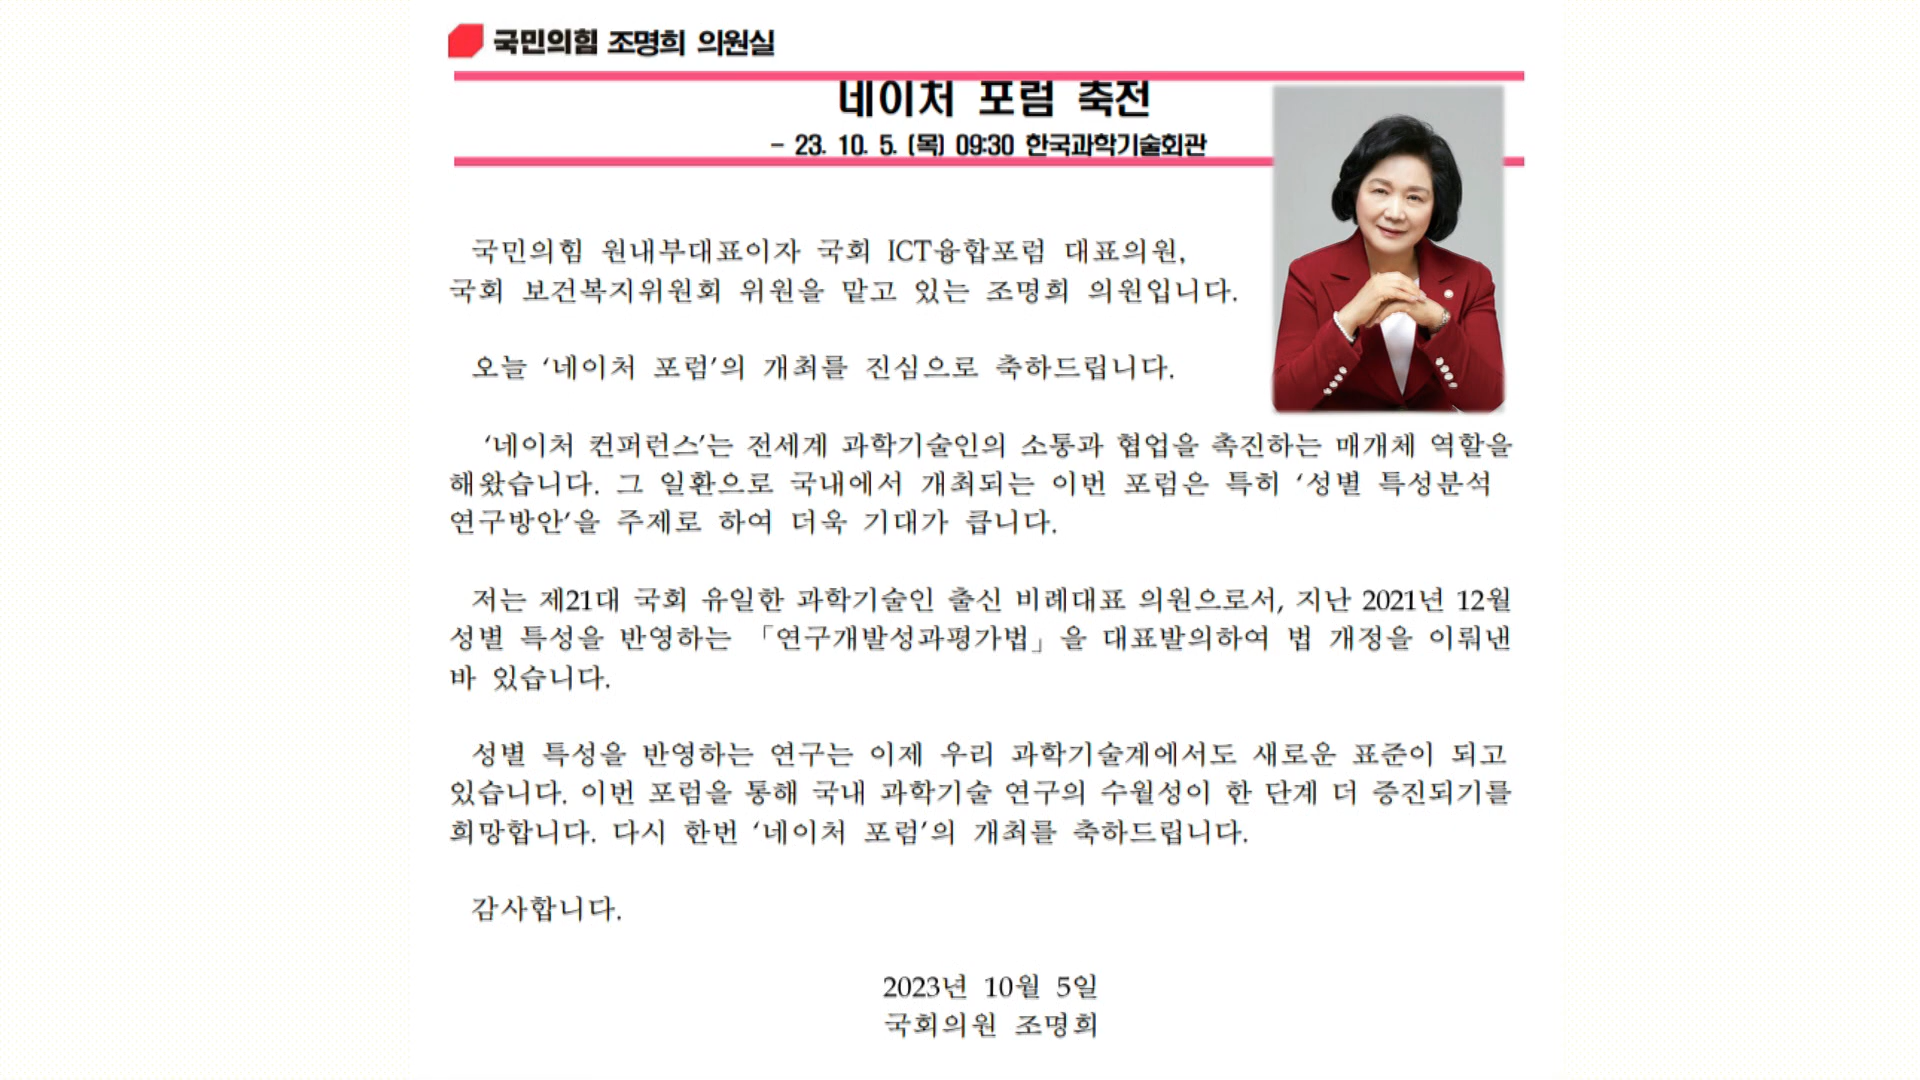 국민의힘 조명희 의원실
네이처 포럼 축전
- 23. 10. 5. (목) 09:30 한국과학기술회관
국민의힘 원내부대표이자 국회 ICT융합포럼 대표의원,
국회 보건복지위원회 위원을 맡고 있는 조명희 의원입니다.
오늘 ‘네이처 포럼’의 개최를 진심으로 축하드립니다.
‘네이처 컨퍼런스’는 전세계 과학기술인의 소통과 협업을 촉진하는 매개체 역할을
해왔습니다. 그 일환으로 국내에서 개최되는 이번 포럼은 특히 ‘성별 특성분석
연구방안’을 주제로 하여 더욱 기대가 큽니다.
저는 제21대 국회 유일한 과학기술인 출신 비례대표 의원으로서, 지난 2021년 12월
성별 특성을 반영하는 「연구개발성과평가법」을 대표발의하여 법 개정을 이뤄낸
바 있습니다.
성별 특성을 반영하는 연구는 이제 우리 과학기술계에서도 새로운 표준이 되고
있습니다. 이번 포럼을 통해 국내 과학기술 연구의 수월성이 한 단계 더 증진되기를
희망합니다. 다시 한번 ‘네이처 포럼’의 개최를 축하드립니다.
감사합니다.
2023년 10월 5일
국회의원 조명희